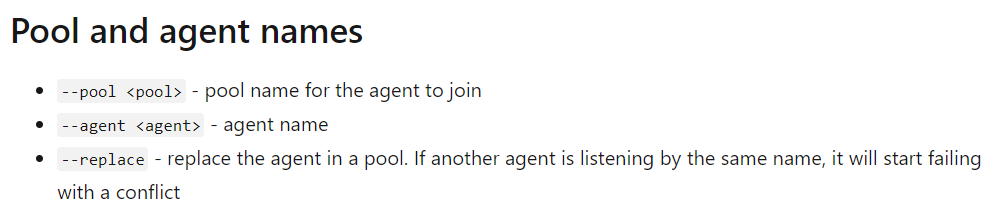 Pool and agent names
• --pool <pool> - pool name for the agent to join
• --agent <agent> - agent name
• --replace - replace the agent in a pool. If another agent is listening by the same name, it will start failing
with a conflict